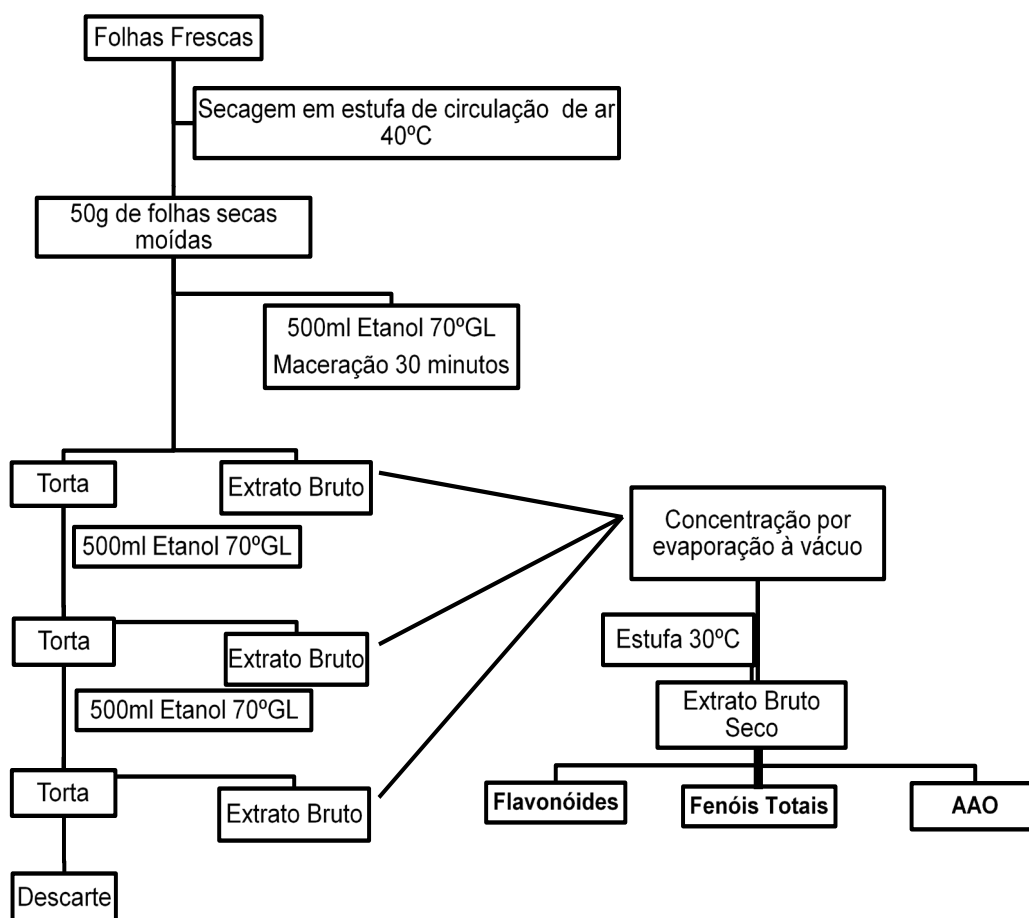 Folhas Frescas
Secagem em estufa de circulação de ar
40ºC
50g de folhas secas
moídas
500ml Etanol 70ºGL
Maceração 30 minutos
Torta
Extrato Bruto
500ml Etanol 70ºGL
Torta
Extrato Bruto
500ml Etanol 70ºGL
Torta
Extrato Bruto
Descarte
Concentração por
evaporação à vácuo
Estufa 30ºC
Extrato Bruto
Seco
Flavonóides
Fenóis Totais
AAO